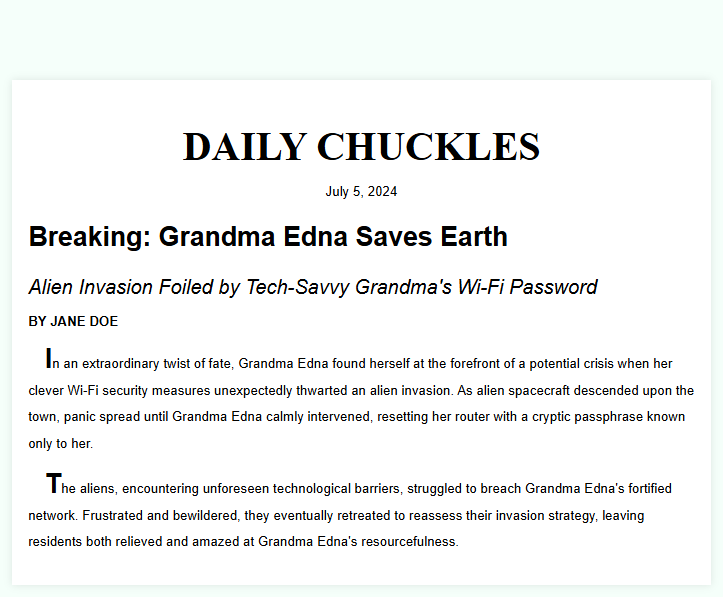 DAILY CHUCKLES
July 5, 2024
Breaking: Grandma Edna Saves Earth
Alien Invasion Foiled by Tech-Savvy Grandma's Wi-Fi Password
BY JANE DOE
In an extraordinary twist of fate, Grandma Edna found herself at the forefront of a potential crisis when her
clever Wi-Fi security measures unexpectedly thwarted an alien invasion. As alien spacecraft descended upon the
town, panic spread until Grandma Edna calmly intervened, resetting her router with a cryptic passphrase known
only to her.
The aliens, encountering unforeseen technological barriers, struggled to breach Grandma Edna's fortified
network. Frustrated and bewildered, they eventually retreated to reassess their invasion strategy, leaving
residents both relieved and amazed at Grandma Edna's resourcefulness.